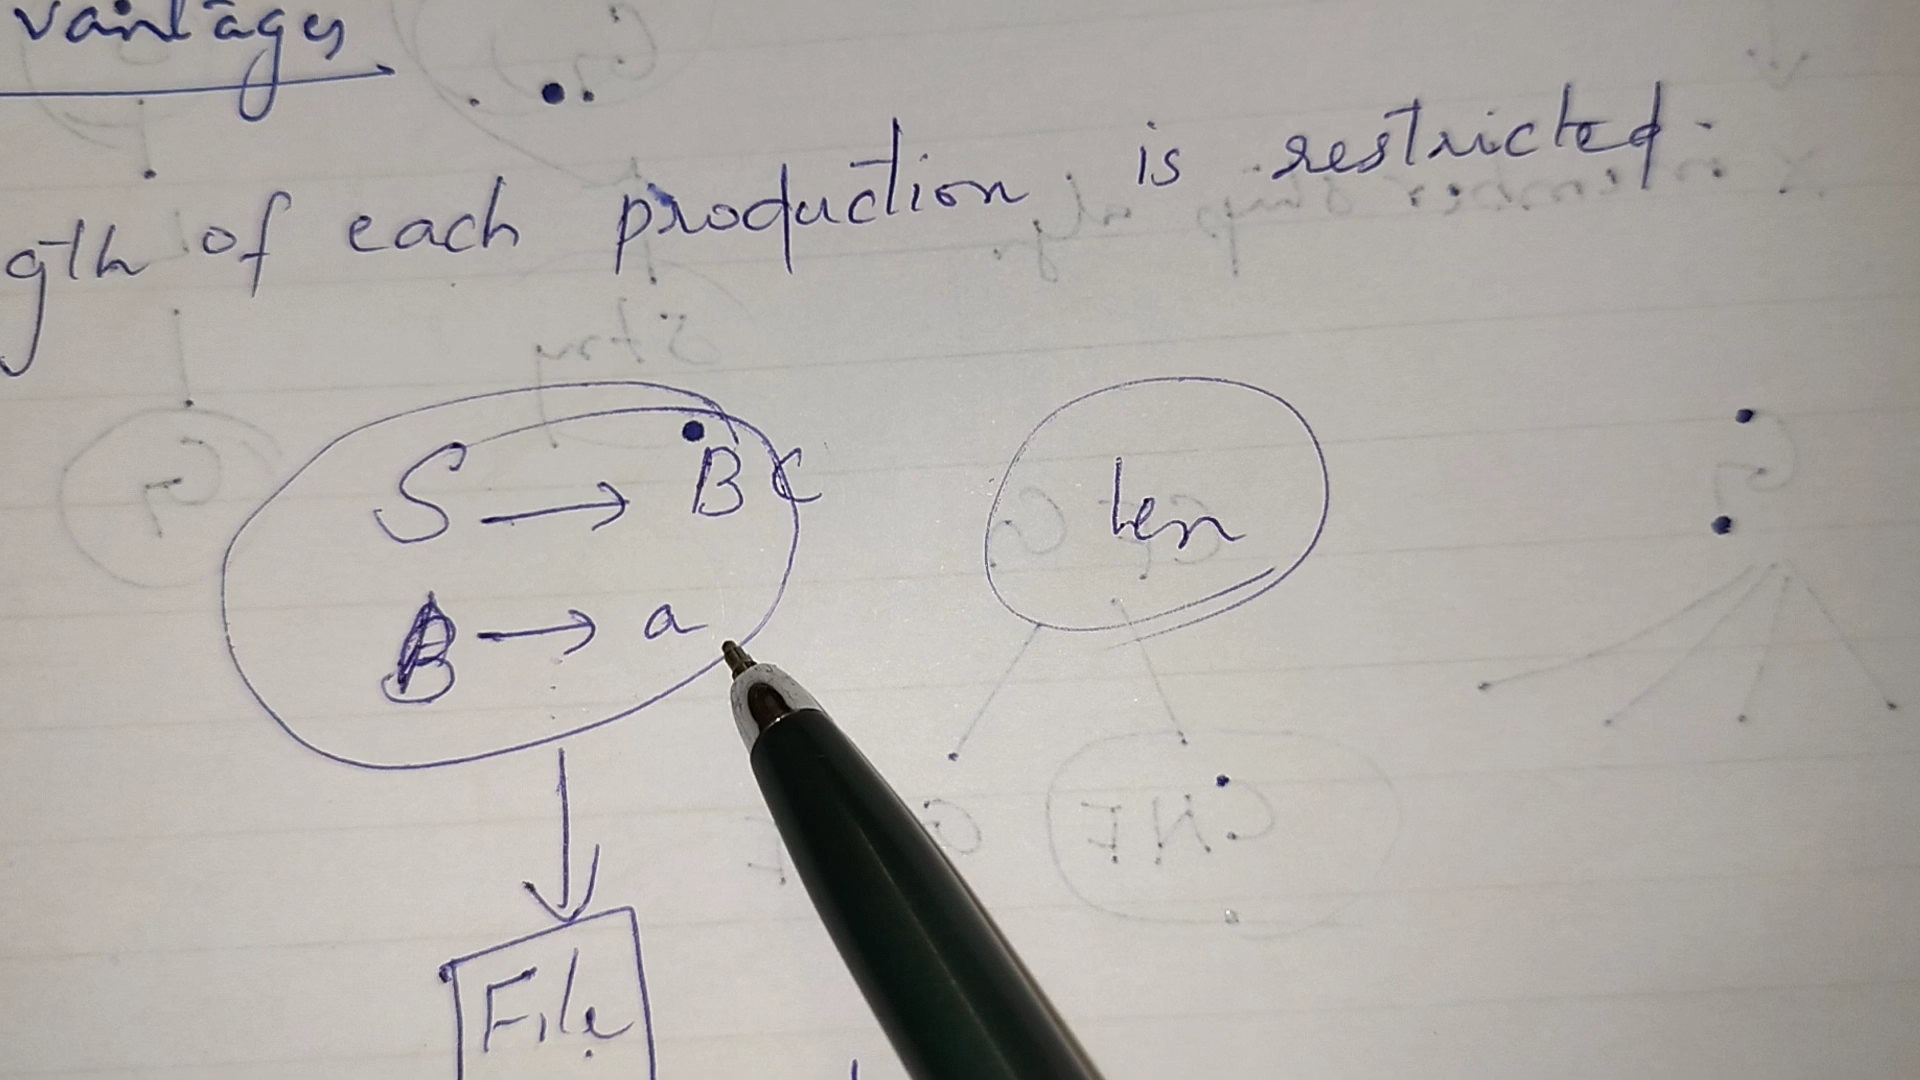 vantages
gth of each production is restricted.
S → BC
len
B → a
File